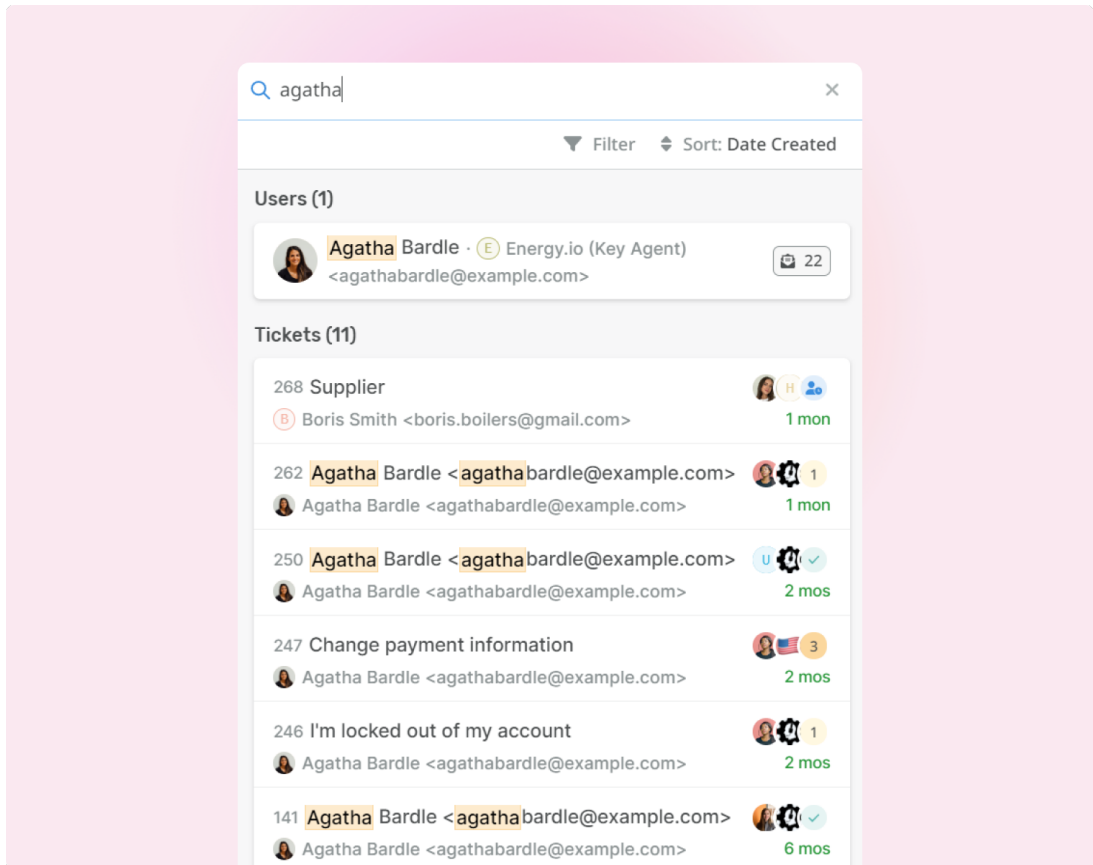 agatha
Filter Sort: Date Created
Users (1)
Agatha Bardle · E Energy.io (Key Agent)
<agathabardle@example.com>
22
Tickets (11)
268 Supplier H
B Boris Smith <boris.boilers@gmail.com> 1 mon
262 Agatha Bardle <agathabardle@example.com> 1
Agatha Bardle <agathabardle@example.com> 1 mon
250 Agatha Bardle <agathabardle@example.com> U
Agatha Bardle <agathabardle@example.com> 2 mos
247 Change payment information 3
Agatha Bardle <agathabardle@example.com> 2 mos
246 I'm locked out of my account 1
Agatha Bardle <agathabardle@example.com> 2 mos
141 Agatha Bardle <agathabardle@example.com>
Agatha Bardle <agathabardle@example.com> 6 mos